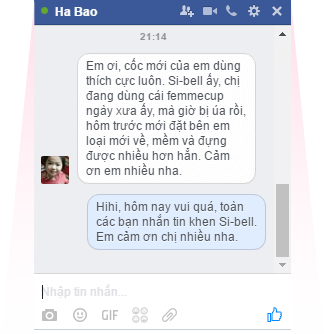 Ha Bao
21:14
Em ơi, cốc mới của em dùng
thích cực luôn. Si-bell ấy, chị
đang dùng cái femmecup
ngày xưa ấy, mà giờ bị úa rồi,
hôm trước mới đặt bên em
loại mới về, mềm và đựng
được nhiều hơn hẳn. Cảm
ơn em nhiều nha.
Hihi, hôm nay vui quá, toàn
các bạn nhắn tin khen Si-bell.
Em cảm ơn chị nhiều nha.
Nhập tin nhắn...
GIF